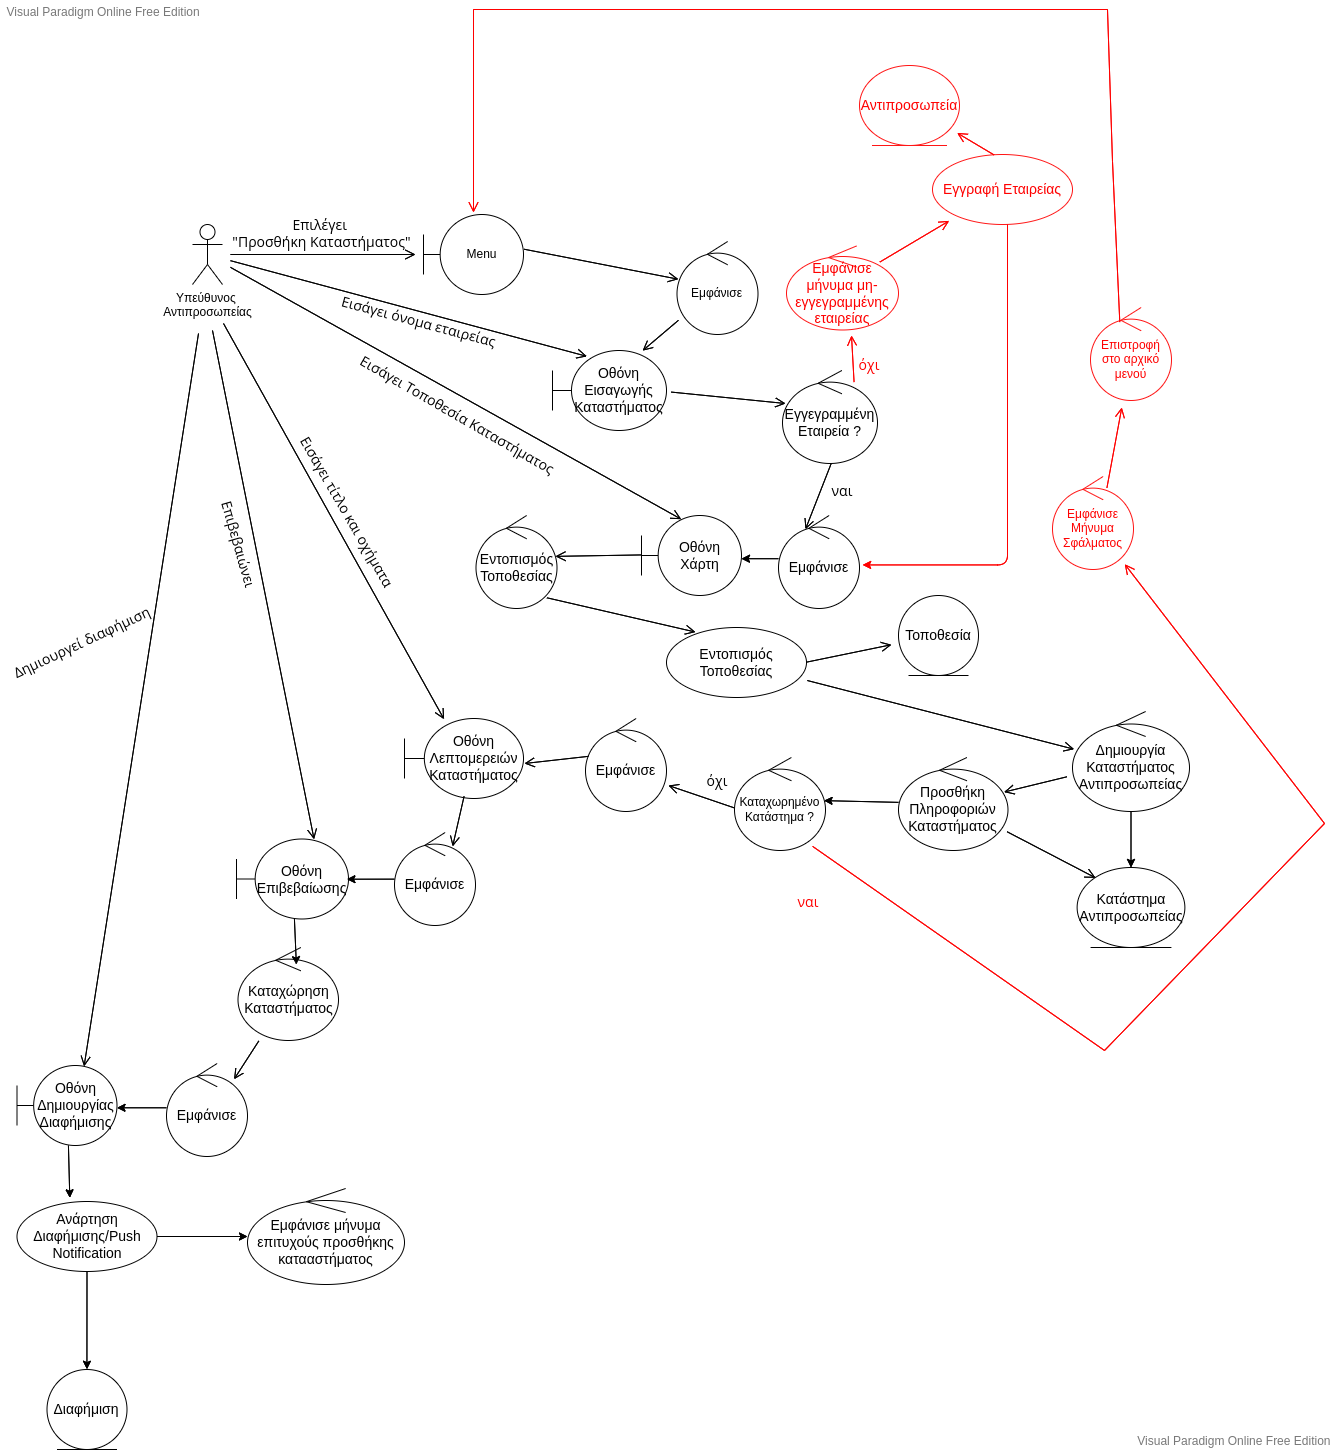 Visual Paradigm Online Free Edition
Αντιπροσωπεία
Εγγραφή Εταιρείας
Επιλέγει
"Προσθήκη Καταστήματος"
Menu
Υπεύθυνος
Αντιπροσωπείας
Εμφάνισε
Εμφάνισε
μήνυμα μη-
εγγεγραμμένης
εταιρείας
Εισάγει όνομα εταιρείας
Επιστροφή
στο αρχικό
μενού
όχι
Οθόνη
Εισαγωγής
Καταστήματος
Εισάγει Τοποθεσία Καταστήματος
Εγγεγραμμένη
Εταιρεία ?
ναι
Εισάγει τίτλο και οχήματα
Επιβεβαιώνει
Εμφάνισε
Μήνυμα
Σφάλματος
Εντοπισμός
Τοποθεσίας
Οθόνη
Χάρτη
Εμφάνισε
Δημιουργεί διαφήμιση
Τοποθεσία
Εντοπισμός
Τοποθεσίας
Οθόνη
Λεπτομερειών
Καταστήματος
Εμφάνισε
όχι
Καταχωρημένο
Κατάστημα ?
Προσθήκη
Πληροφοριών
Καταστήματος
Δημιουργία
Καταστήματος
Αντιπροσωπείας
Οθόνη
Επιβεβαίωσης
Εμφάνισε
ναι
Κατάστημα
Αντιπροσωπείας
Καταχώρηση
Καταστήματος
Οθόνη
Δημιουργίας
Διαφήμισης
Εμφάνισε
Ανάρτηση
Διαφήμισης/Push
Notification
Εμφάνισε μήνυμα
επιτυχούς προσθήκης
κατααστήματος
Διαφήμιση
Visual Paradigm Online Free Edition